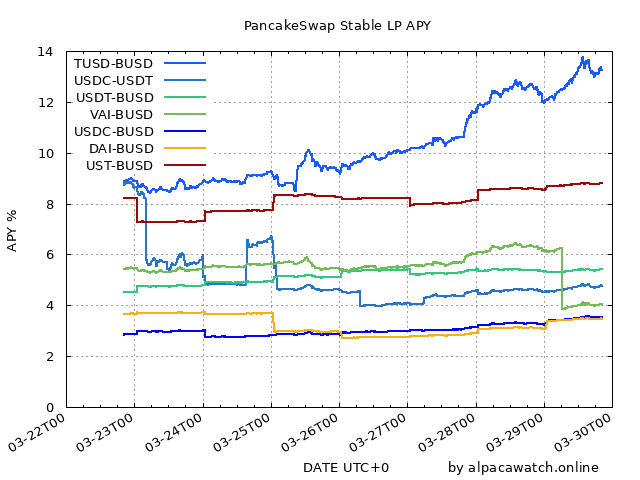 PancakeSwap Stable LP APY
14
12
10
8
6
4
2
0
APY %
TUSD-BUSD
USDC-USDT
USDT-BUSD
VAI-BUSD
USDC-BUSD
DAI-BUSD
UST-BUSD
03-22T00
03-23T00
03-24T00
03-25T00
03-26T00
03-27T00
03-28T00
03-29T00
03-30T00
DATE UTC+0
by alpacawatch.online